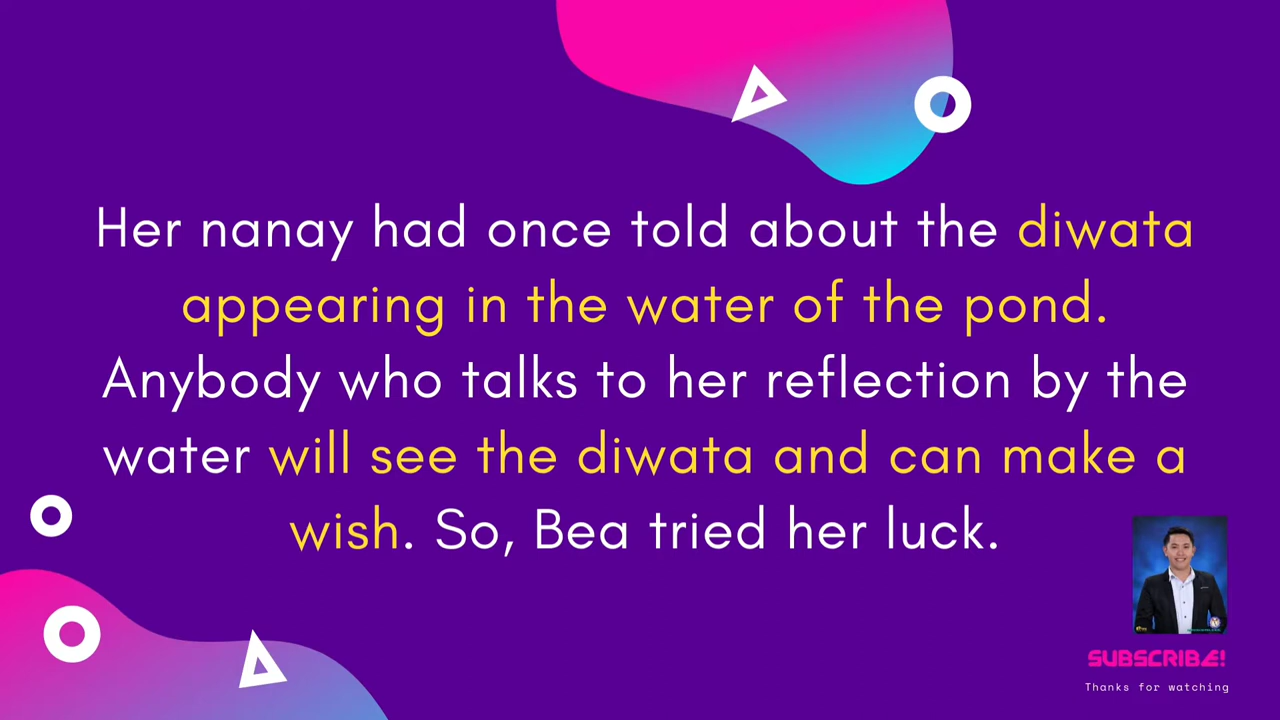 Her nanay had once told about the diwata
appearing in the water of the pond.
Anybody who talks to her reflection by the
water will see the diwata and can make a
wish. So, Bea tried her luck.
SUBSCRIBE!
Thanks for watching